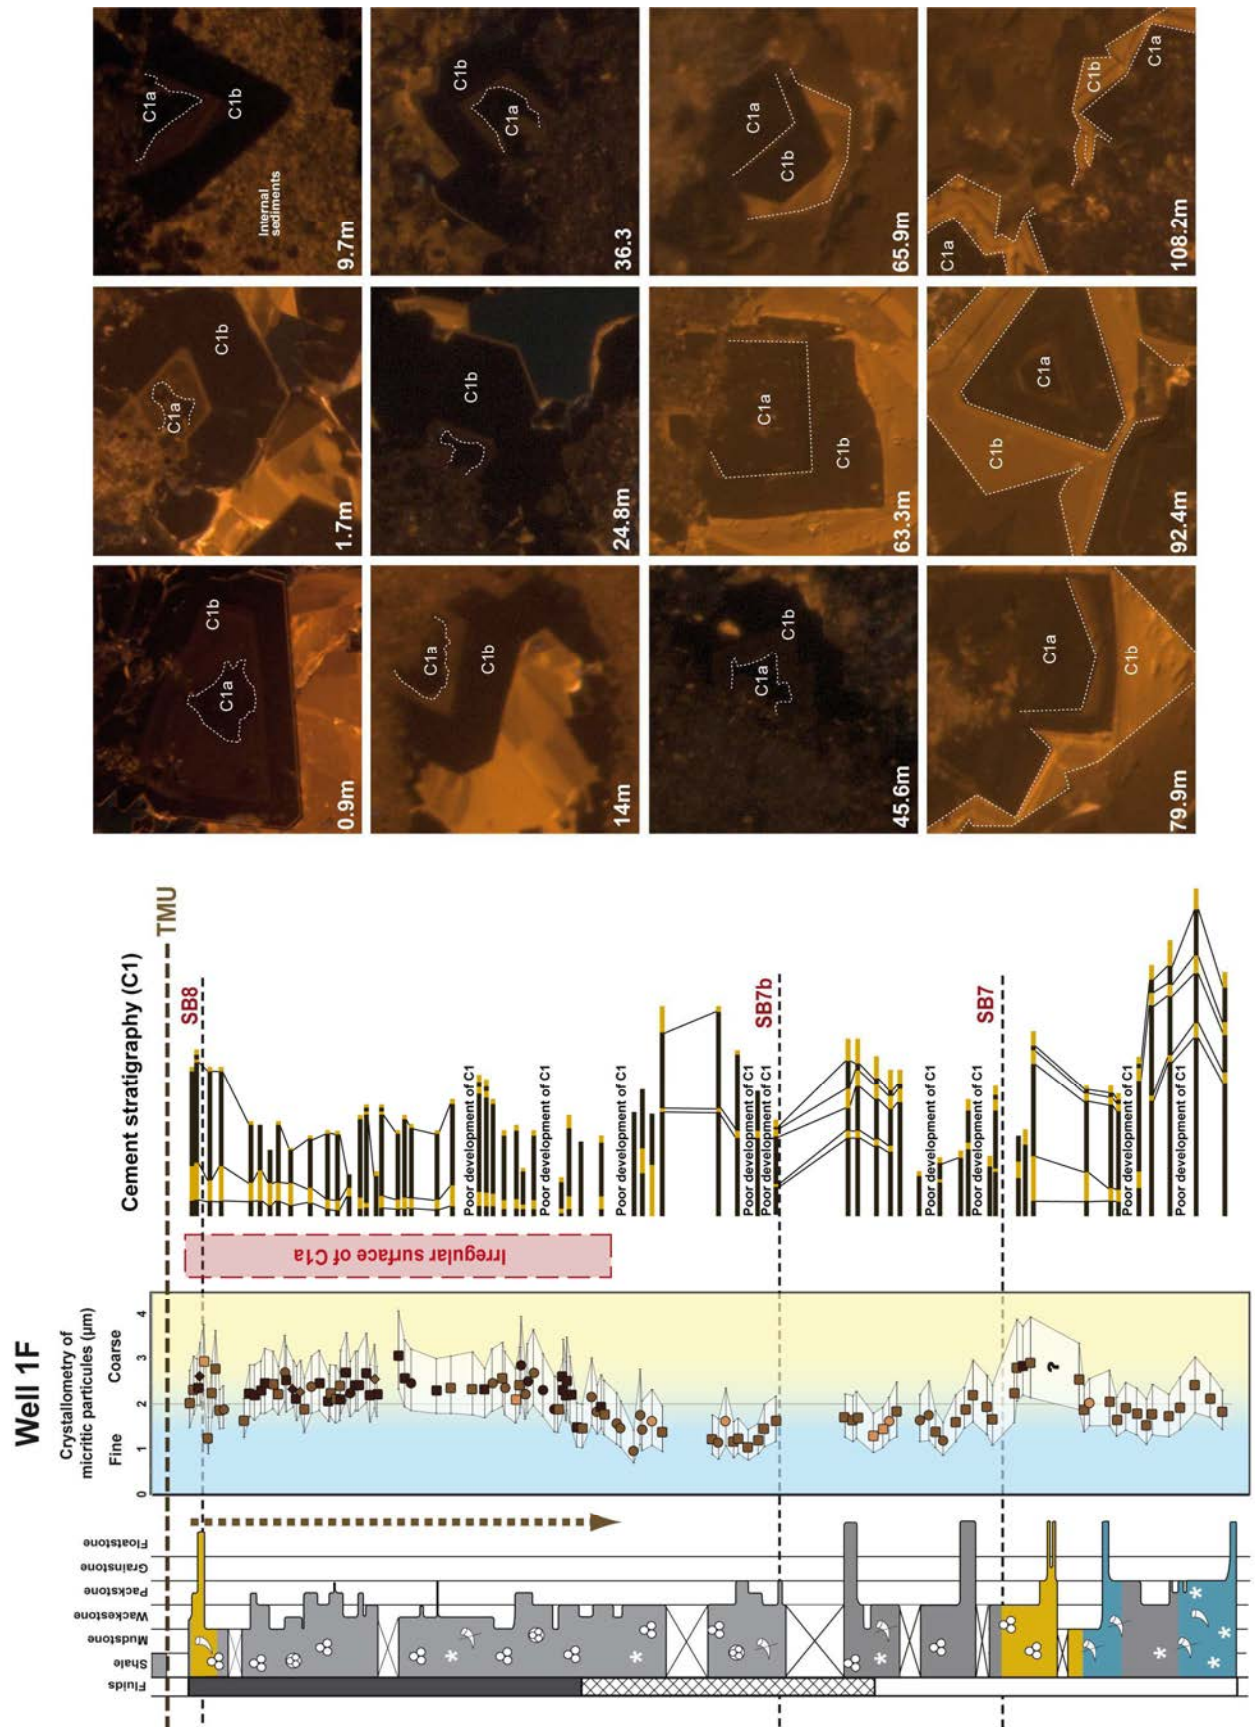 Well 1F
Crystallometry of
micritic particules (µm)
Fine
Coarse
0
1
2
3
4
?
Cement stratigraphy (C1)
TMU
SB8
SB7b
SB7
Irregular surface of C1a
Poor development of C1
Poor development of C1
Poor development of C1
Poor development of C1
Poor development of C1
Poor development of C1
Poor development of C1
Poor development of C1
Poor development of C1
Floatstone
Grainstone
Packstone
Wackestone
Mudstone
Shale
Fluids
C1a
C1b
0.9m
C1a
C1b
1.7m
C1a
C1b
Internal
sediments
9.7m
C1a
C1b
14m
C1b
24.8m
C1b
C1a
36.3
C1a
C1b
45.6m
C1a
C1b
63.3m
C1a
C1b
65.9m
C1a
C1b
79.9m
C1b
C1a
92.4m
C1a
C1b
C1a
108.2m